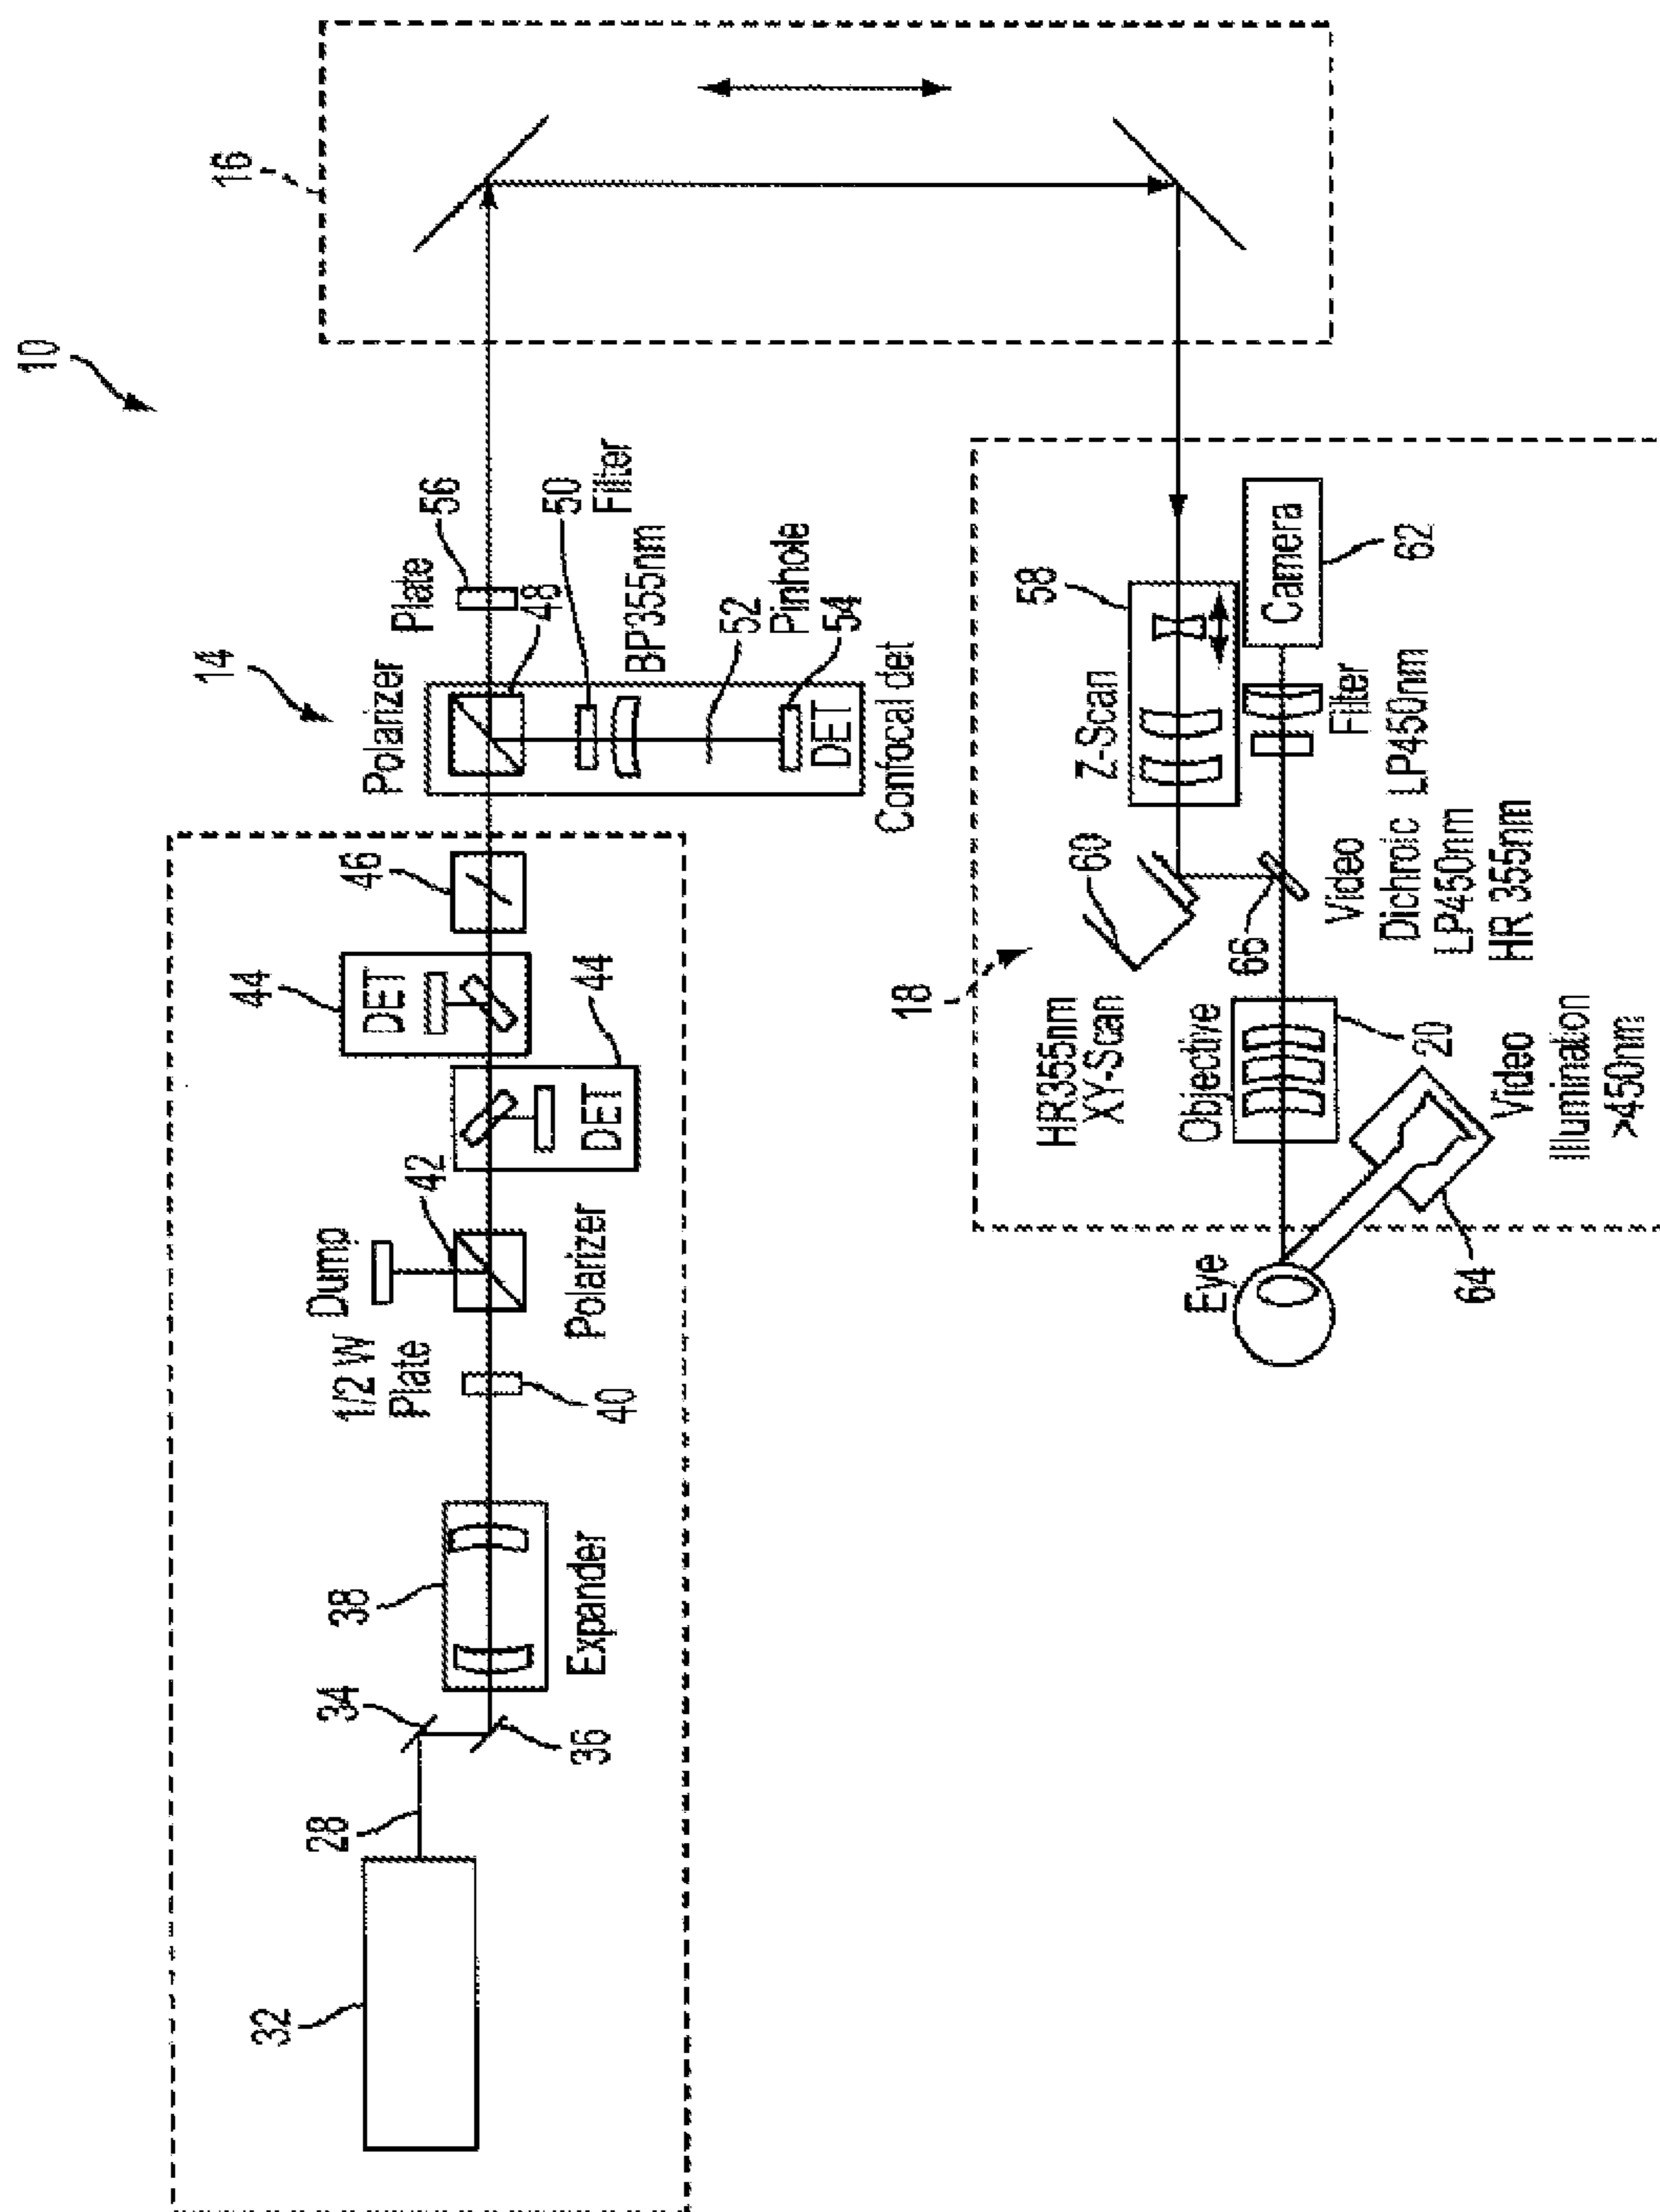 10
16
14
Polarizer
Plate
56
48
50
Filter
BP355nm
52
Pinhole
54
DET
Confocal det
46
44
DET
44
DET
42
Dump
1/2 W
Plate
Polarizer
40
38
Expander
34
36
28
32
18
58
Z-Scan
Camera
62
Filter
LP450nm
60
HR355nm
XY-Scan
66
Video
Dichroic
LP450nm
HR 355nm
Objective
20
Video
Illumination
>450nm
Eye
64